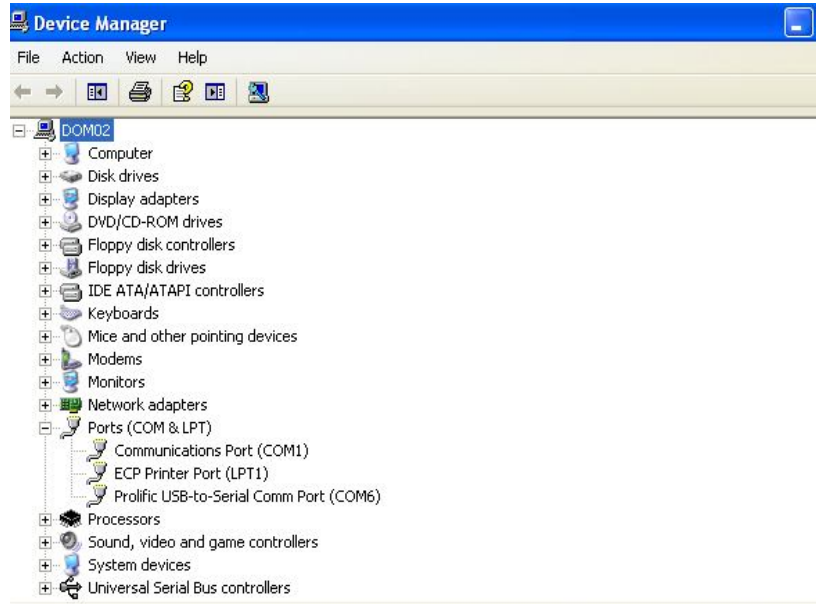 Device Manager
File Action View Help
DOM02
Computer
Disk drives
Display adapters
DVD/CD-ROM drives
Floppy disk controllers
Floppy disk drives
IDE ATA/ATAPI controllers
Keyboards
Mice and other pointing devices
Modems
Monitors
Network adapters
Ports (COM & LPT)
Communications Port (COM1)
ECP Printer Port (LPT1)
Prolific USB-to-Serial Comm Port (COM6)
Processors
Sound, video and game controllers
System devices
Universal Serial Bus controllers